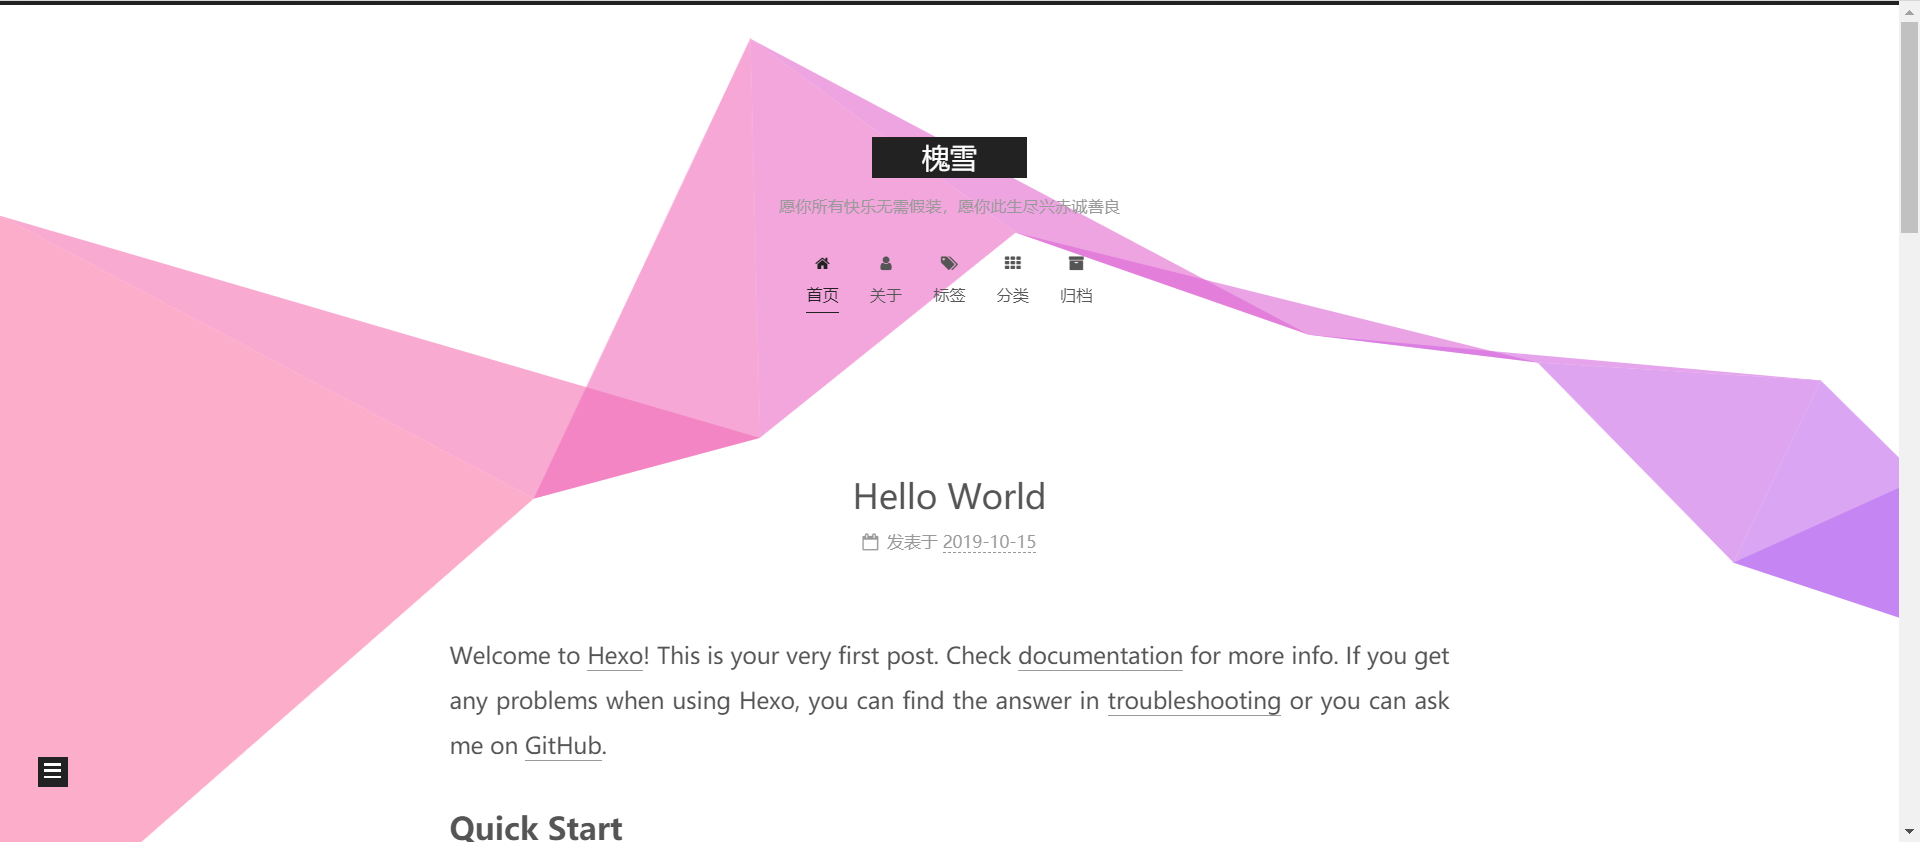 槐雪
愿你所有快乐无需假装，愿你此生尽兴赤诚善良
首页 关于 标签 分类 归档
Hello World
发表于 2019-10-15
Welcome to Hexo! This is your very first post. Check documentation for more info. If you get
any problems when using Hexo, you can find the answer in troubleshooting or you can ask
me on GitHub.
Quick Start